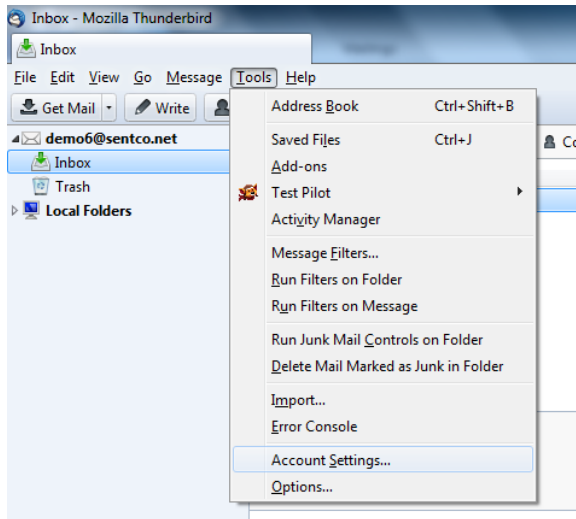 Inbox - Mozilla Thunderbird
Inbox
File Edit View Go Message Tools Help
Get Mail Write
Address Book Ctrl+Shift+B
demo6@sentco.net
Saved Files Ctrl+J
Co
Inbox
Add-ons
Trash
Test Pilot
Local Folders
Activity Manager
Message Filters...
Run Filters on Folder
Run Filters on Message
Run Junk Mail Controls on Folder
Delete Mail Marked as Junk in Folder
Import...
Error Console
Account Settings...
Options...